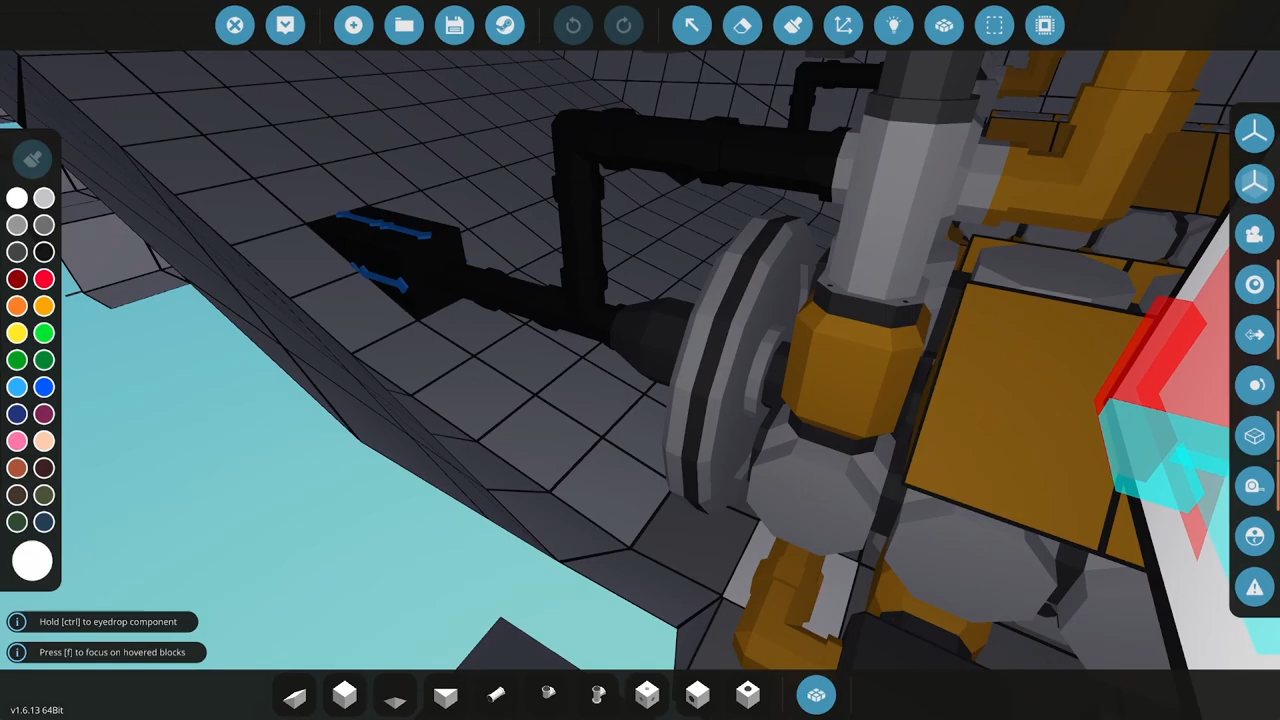 Hold [ctrl] to eyedrop component
Press [f] to focus on hovered blocks
v1.6.13 64Bit